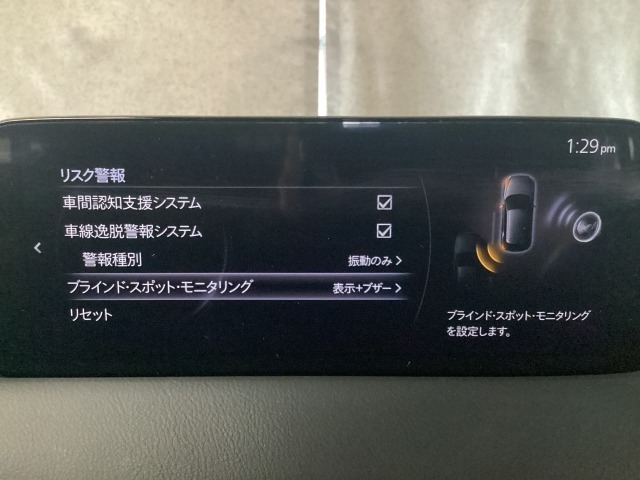 1:29 pm
リスク警報
車間認知支援システム
車線逸脱警報システム
警報種別 振動のみ
ブラインド・スポット・モニタリング 表示+ブザー
リセット
ブラインド・スポット・モニタリング
を設定します。